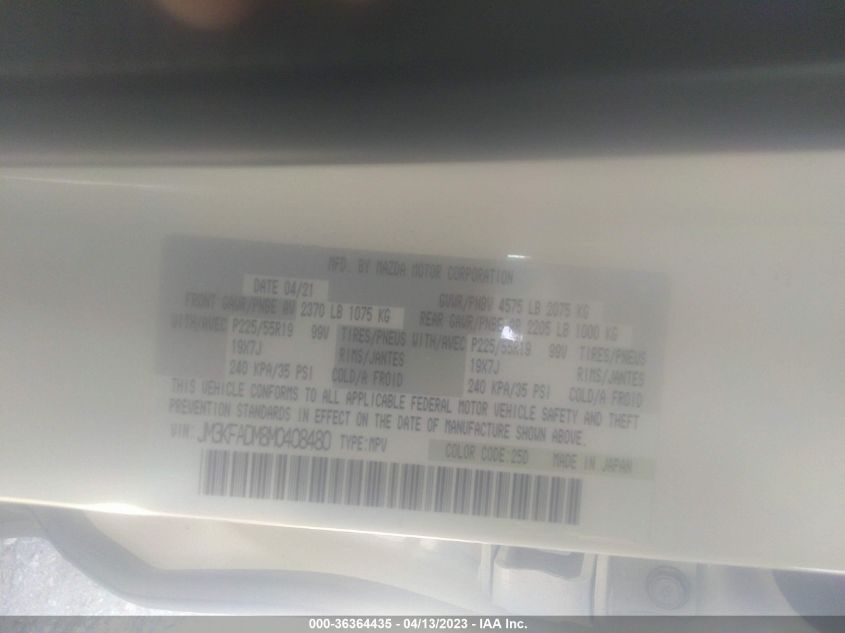 MFD. BY MAZDA MOTOR CORPORATION
DATE 04/21
GVWR/PNBV 4575 LB 2075 KG
FRONT GAWR/PNBE AV 2370 LB 1075 KG
REAR GAWR/PNBE AR 2205 LB 1000 KG
WITH/AVEC P225/55R19 99V TIRES/PNEUS WITH/AVEC P225/55R19 99V TIRES/PNEUS
19X7J RIMS/JANTES 19X7J RIMS/JANTES
240 KPA/35 PSI COLD/A FROID 240 KPA/35 PSI COLD/A FROID
THIS VEHICLE CONFORMS TO ALL APPLICABLE FEDERAL MOTOR VEHICLE SAFETY AND THEFT
PREVENTION STANDARDS IN EFFECT ON THE DATE OF MANUFACTURE SHOWN ABOVE.
VIN: JM3KFADM8M0408480 TYPE:MPV COLOR CODE:25D MADE IN JAPAN
000-36364435 - 04/13/2023 - IAA Inc.